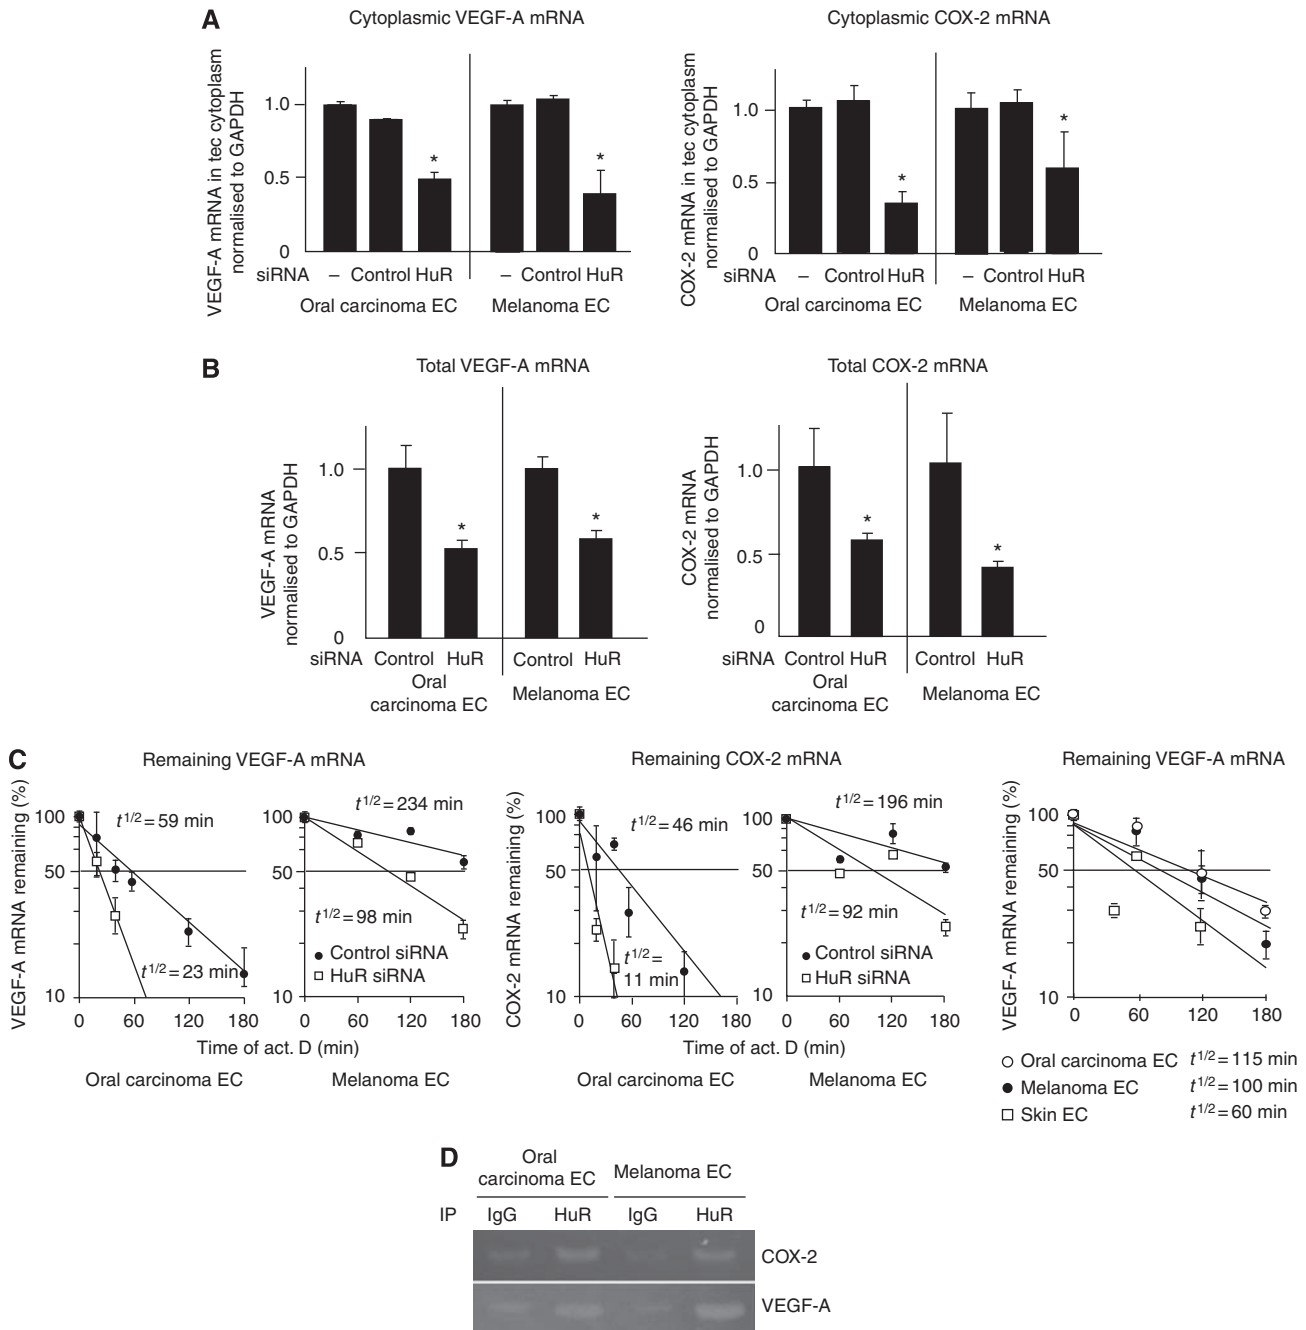 A
Cytoplasmic VEGF-A mRNA
VEGF-A mRNA in tec cytoplasm
normalised to GAPDH
1.0
0.5
0
*
*
siRNA – Control HuR – Control HuR
Oral carcinoma EC Melanoma EC
Cytoplasmic COX-2 mRNA
COX-2 mRNA in tec cytoplasm
normalised to GAPDH
1.0
0.5
0
*
*
siRNA – Control HuR – Control HuR
Oral carcinoma EC Melanoma EC
B
Total VEGF-A mRNA
VEGF-A mRNA
normalised to GAPDH
1.0
0.5
0
*
*
siRNA Control HuR Control HuR
Oral
carcinoma EC
Melanoma EC
Total COX-2 mRNA
COX-2 mRNA
normalised to GAPDH
1.0
0.5
0
*
*
siRNA Control HuR Control HuR
Oral
carcinoma EC
Melanoma EC
C
Remaining VEGF-A mRNA
VEGF-A mRNA remaining (%)
100
50
10
t1/2 = 59 min
t1/2 = 23 min
0 60 120 180
100
50
10
t1/2 = 234 min
t1/2 = 98 min
Control siRNA
HuR siRNA
0 60 120 180
Time of act. D (min)
Oral carcinoma EC Melanoma EC
Remaining COX-2 mRNA
COX-2 mRNA remaining (%)
100
50
10
t1/2 = 46 min
t1/2 =
11 min
0 60 120 180
100
50
10
t1/2 = 196 min
t1/2 = 92 min
Control siRNA
HuR siRNA
0 60 120 180
Time of act. D (min)
Oral carcinoma EC Melanoma EC
Remaining VEGF-A mRNA
VEGF-A mRNA remaining (%)
100
50
10
0 60 120 180
Oral carcinoma EC t1/2 = 115 min
Melanoma EC t1/2 = 100 min
Skin EC t1/2 = 60 min
D
Oral
carcinoma EC
Melanoma EC
IP IgG HuR IgG HuR
COX-2
VEGF-A